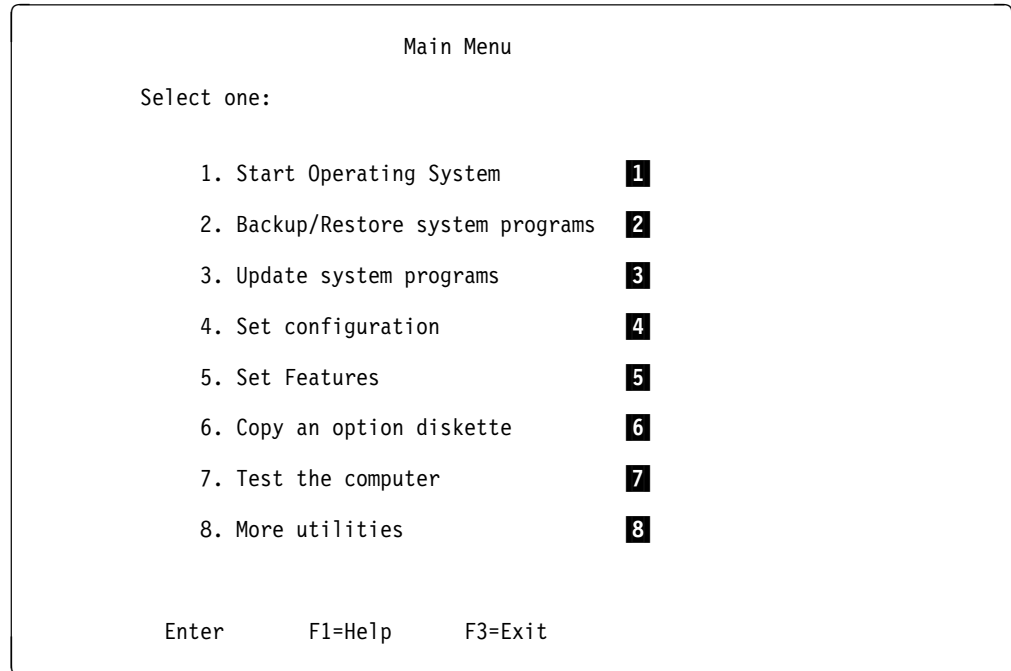 Main Menu
Select one:
1. Start Operating System 1
2. Backup/Restore system programs 2
3. Update system programs 3
4. Set configuration 4
5. Set Features 5
6. Copy an option diskette 6
7. Test the computer 7
8. More utilities 8
Enter F1=Help F3=Exit